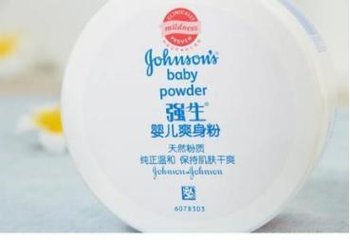 CLINICALLY
mildness
PROVEN
Johnson's
baby
powder
强生
婴儿爽身粉
天然粉质
纯正温和 保持肌肤干爽
Johnson & Johnson
6078303